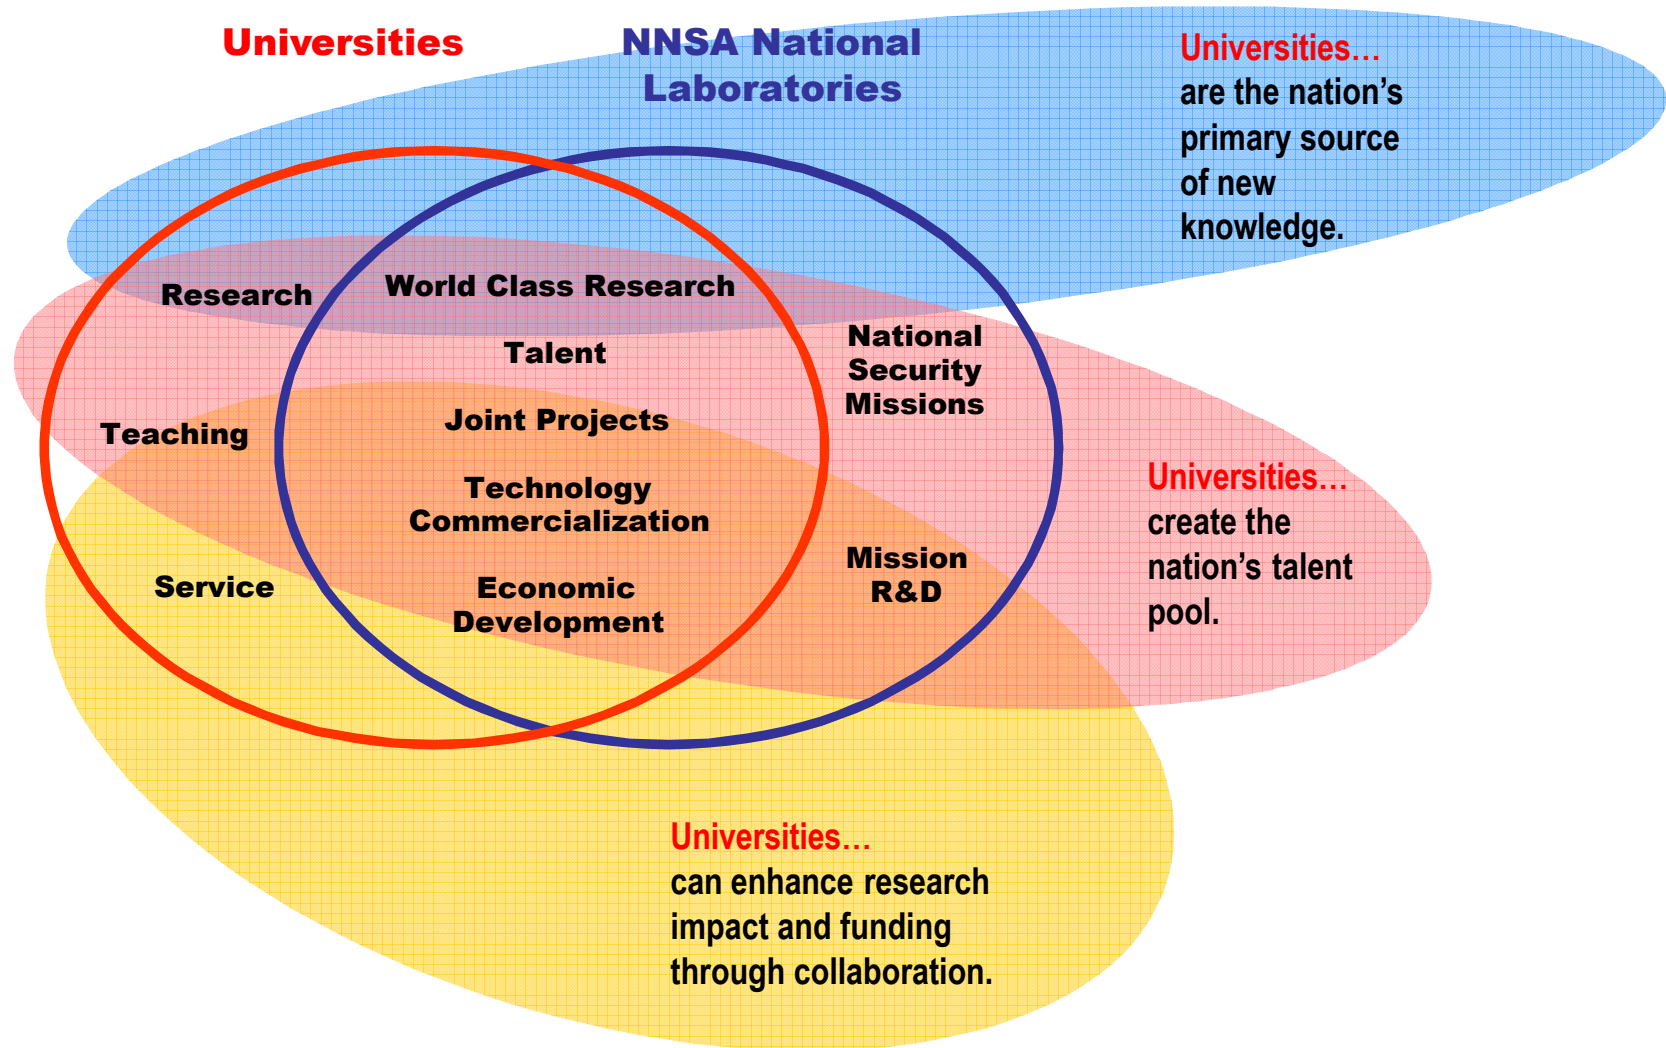 Universities
NNSA National
Laboratories
Universities…
are the nation’s
primary source
of new
knowledge.
Research
World Class Research
Talent
National
Security
Missions
Teaching
Joint Projects
Technology
Commercialization
Service
Economic
Development
Mission
R&D
Universities…
create the
nation’s talent
pool.
Universities…
can enhance research
impact and funding
through collaboration.